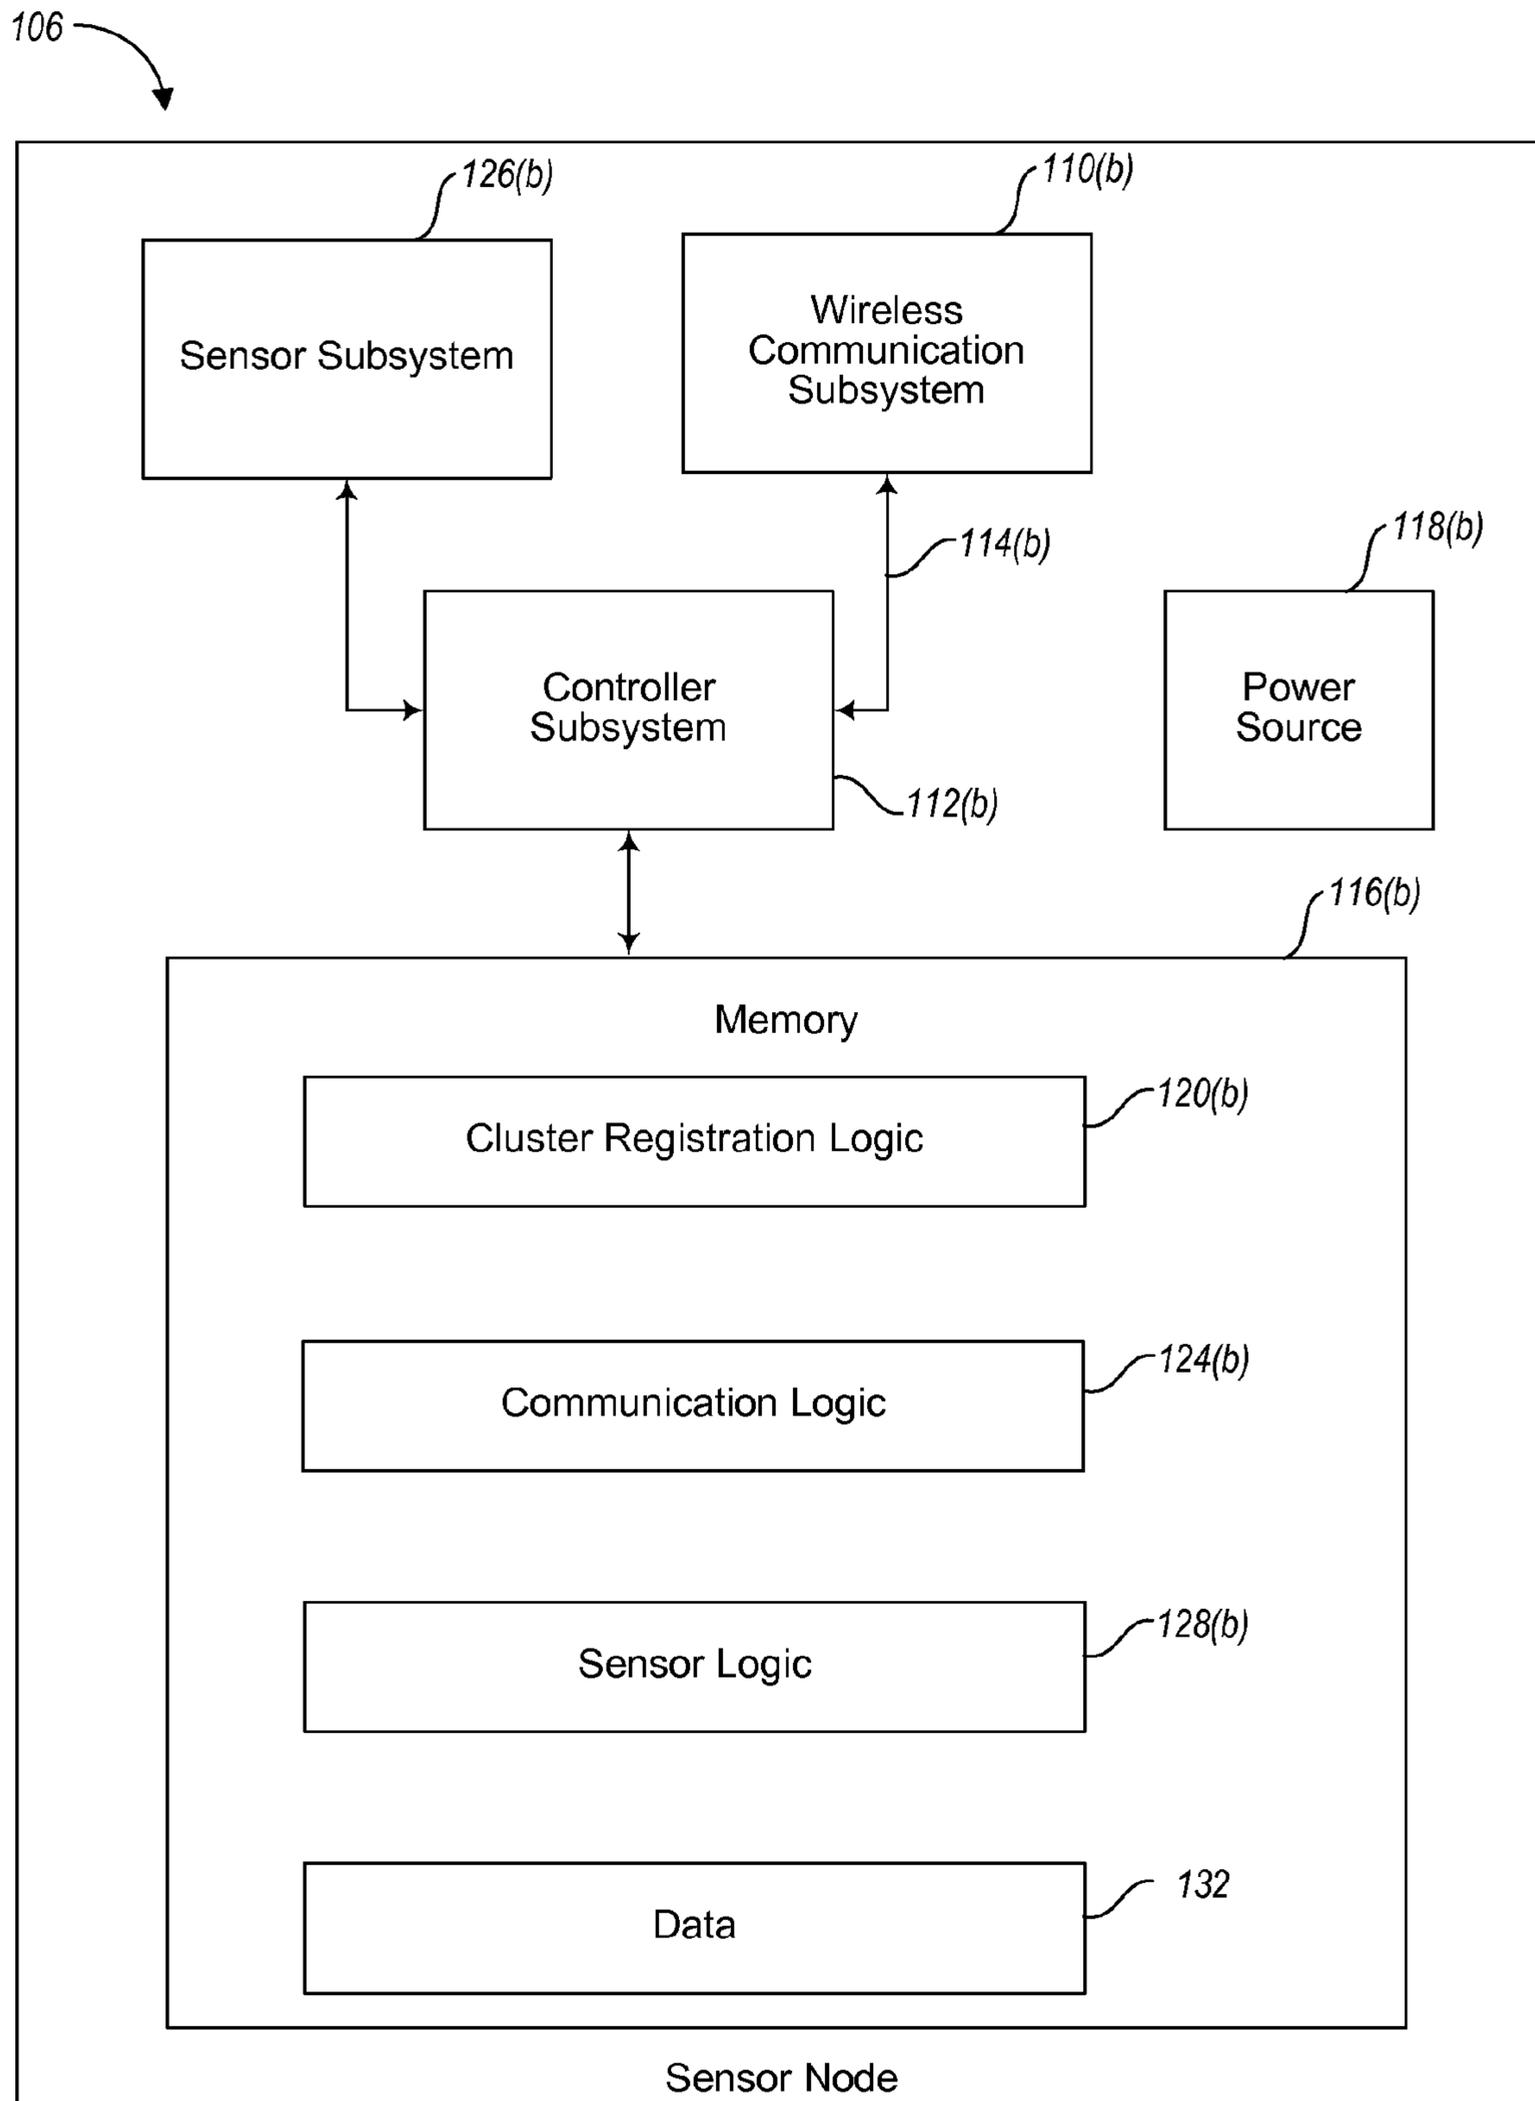 106
126(b)
110(b)
Sensor Subsystem
Wireless
Communication
Subsystem
114(b)
118(b)
Controller
Subsystem
Power
Source
112(b)
116(b)
Memory
120(b)
Cluster Registration Logic
124(b)
Communication Logic
128(b)
Sensor Logic
132
Data
Sensor Node